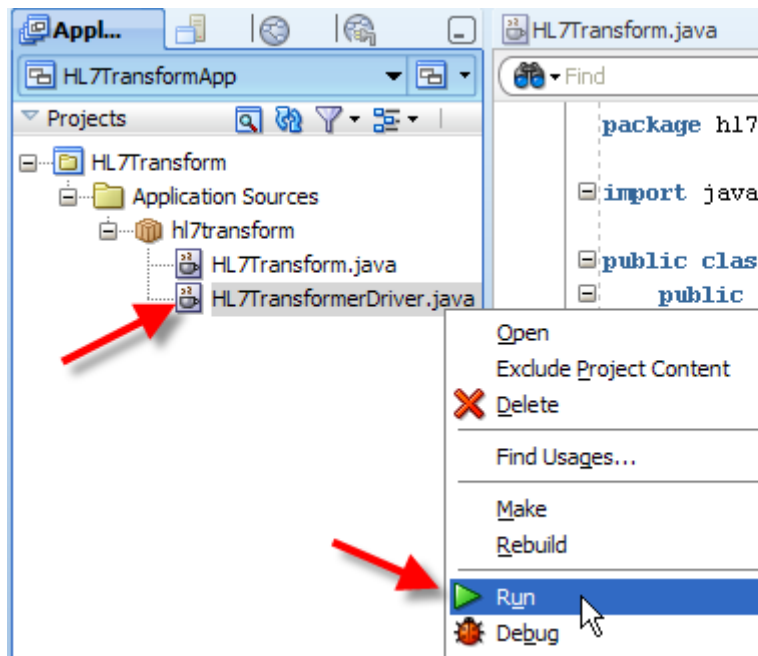 Appl...
HL7Transform.java
HL7TransformApp
Find
Projects
package hl7
HL7Transform
Application Sources
import java
hl7transform
HL7Transform.java
public clas
HL7TransformerDriver.java
public
Open
Exclude Project Content
Delete
Find Usages...
Make
Rebuild
Run
Debug